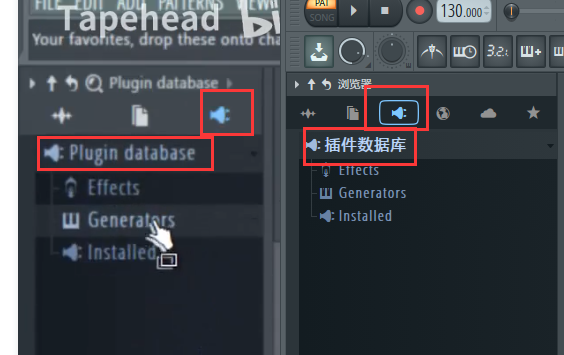 FILE EDIT ADD PATTERNS VIEW
Tapehead
Your favorites, drop these onto cha
Plugin database
Plugin database
Effects
Generators
Installed
PAT
SONG
130.000
3.2
浏览器
插件数据库
Effects
Generators
Installed